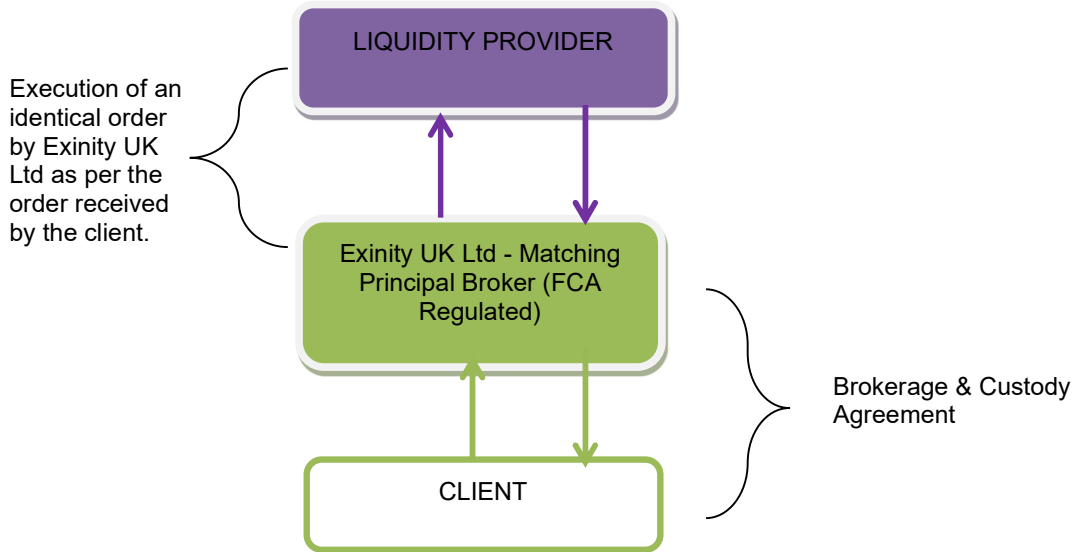 LIQUIDITY PROVIDER
Execution of an
identical order
by Exinity UK
Ltd as per the
order received
by the client.
Exinity UK Ltd - Matching
Principal Broker (FCA
Regulated)
Brokerage & Custody
Agreement
CLIENT